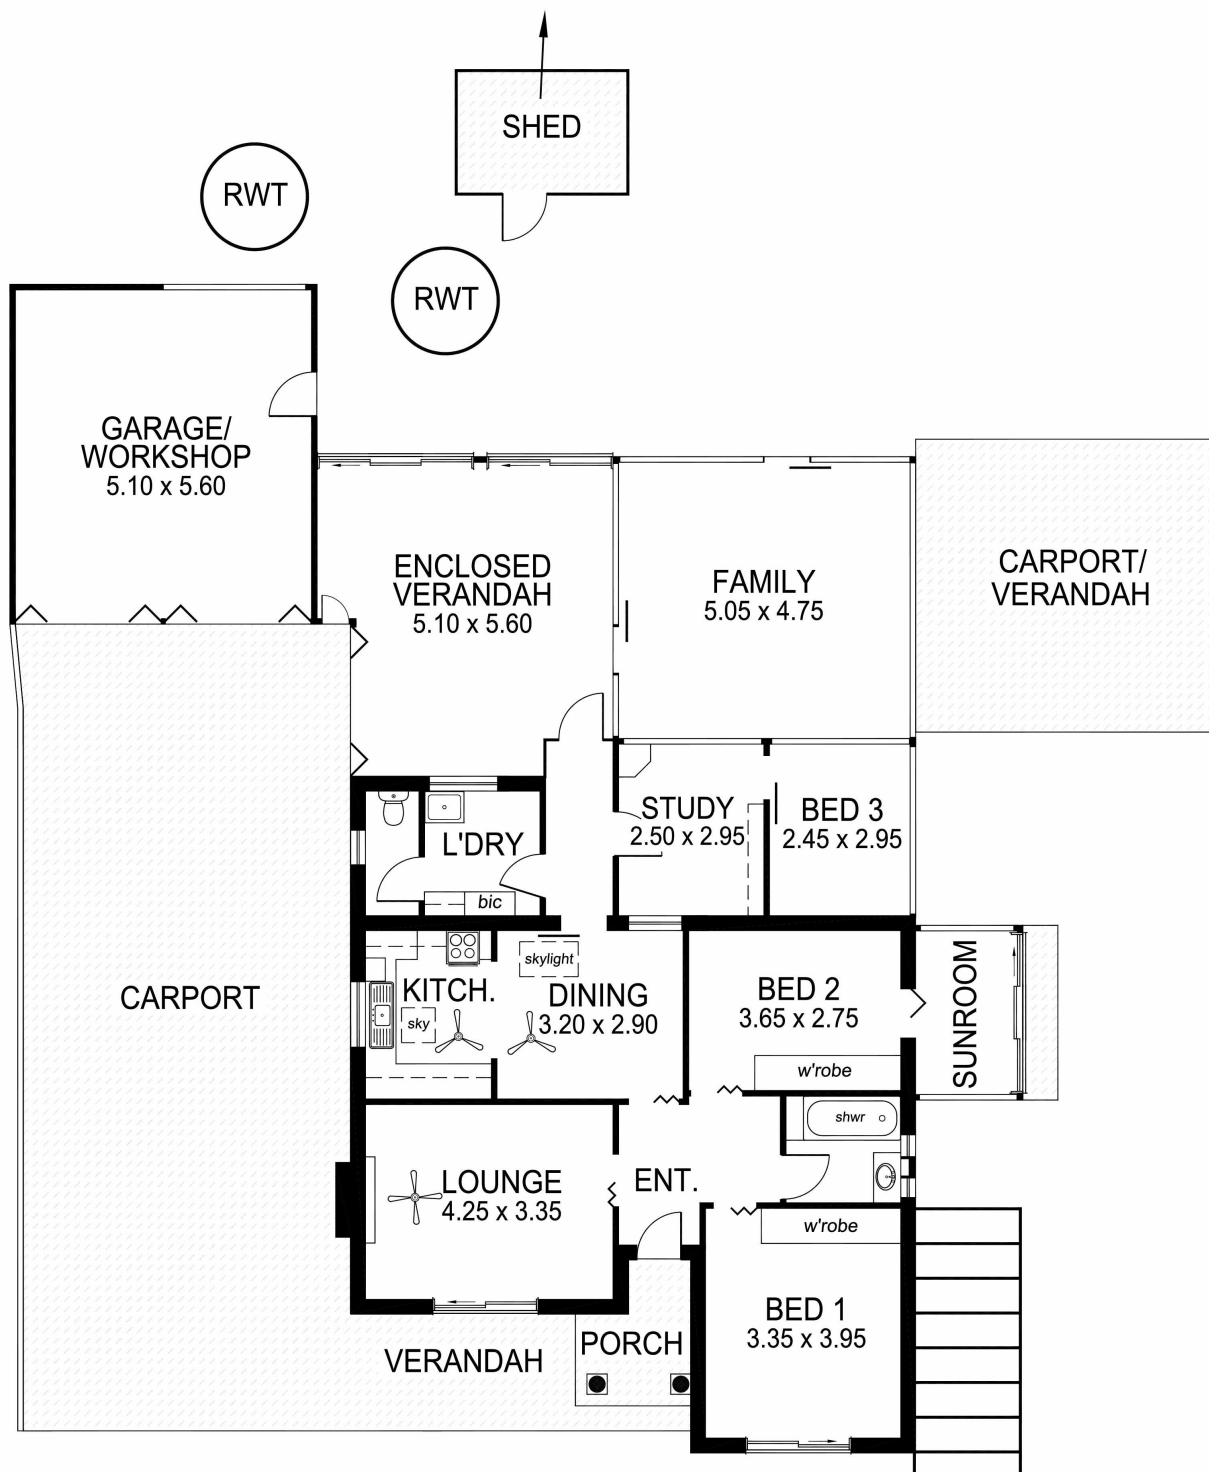 SHED
RWT
RWT
GARAGE/
WORKSHOP
5.10 x 5.60
ENCLOSED
VERANDAH
5.10 x 5.60
FAMILY
5.05 x 4.75
CARPORT/
VERANDAH
STUDY
2.50 x 2.95
BED 3
2.45 x 2.95
L'DRY
bic
CARPORT
KITCH.
sky
skylight
DINING
3.20 x 2.90
BED 2
3.65 x 2.75
w'robe
SUNROOM
shwr
LOUNGE
4.25 x 3.35
ENT.
w'robe
BED 1
3.35 x 3.95
PORCH
VERANDAH